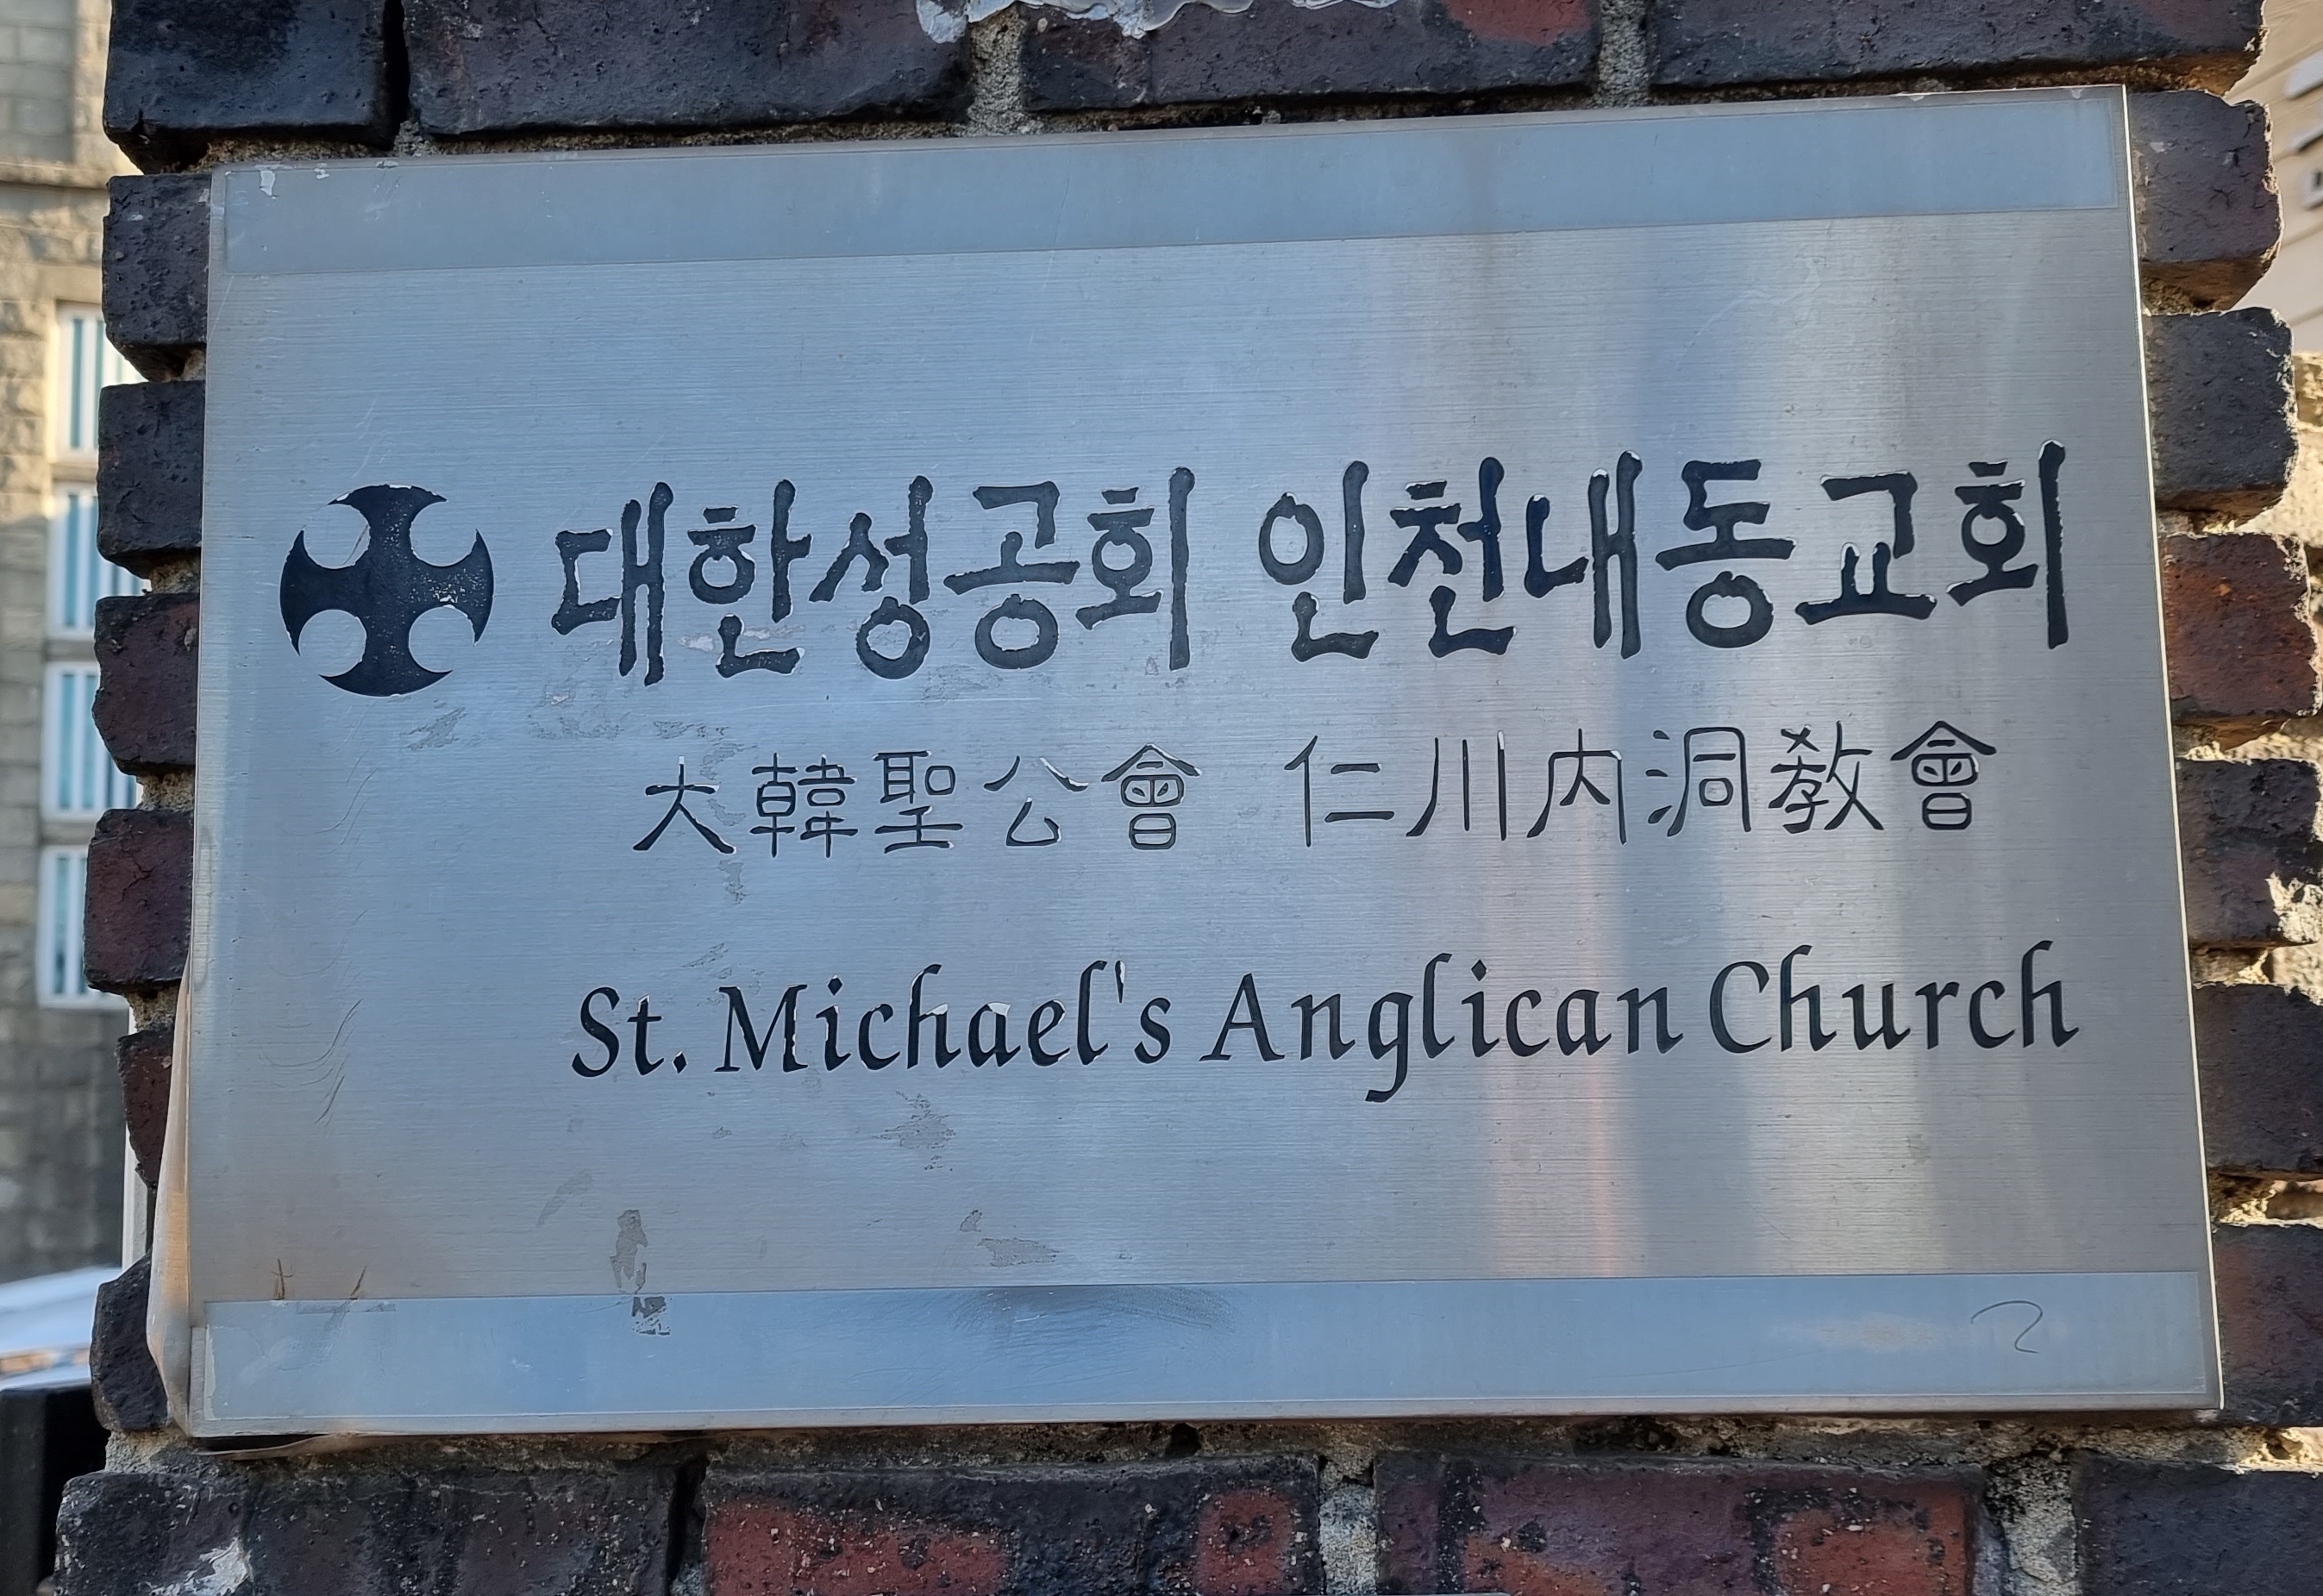 대한성공회 인천내동교회
大韓聖公會 仁川内洞敎會
St. Michael's Anglican Church